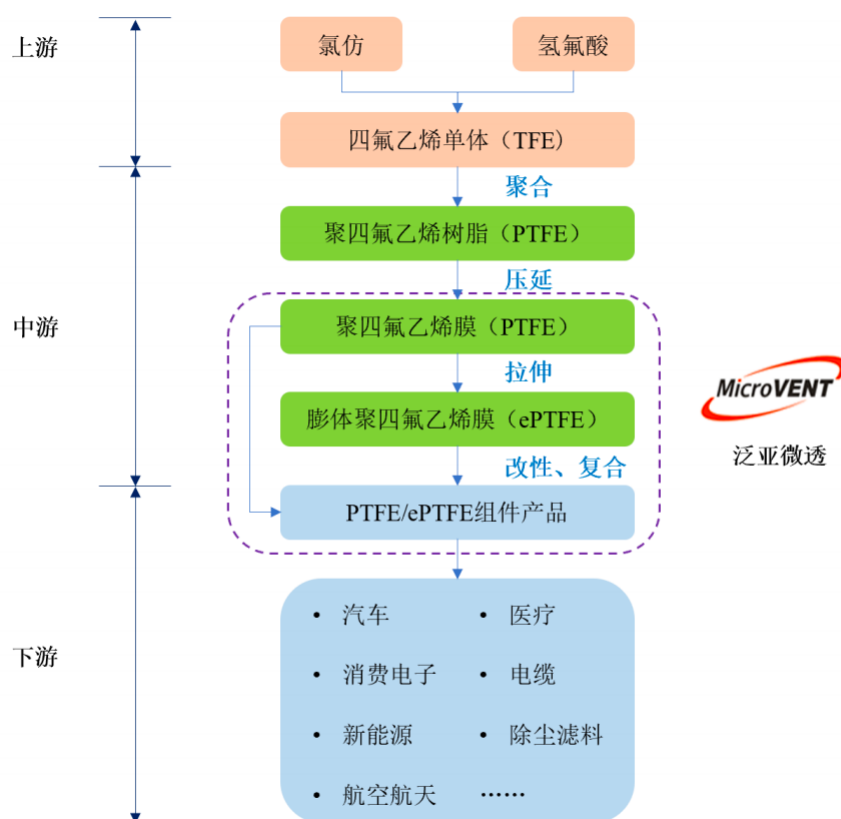 上游
氯仿
氢氟酸
四氟乙烯单体（TFE)
聚合
聚四氟乙烯树脂（PTFE）
压延
中游
聚四氟乙烯膜（PTFE）
拉伸
MicroVENT
膨体聚四氟乙烯膜（ePTFE）
泛亚微透
改性、复合
PTFE/ePTFE组件产品
下游
• 汽车
• 医疗
• 消费电子
• 电缆
• 新能源
• 除尘滤料
• 航空航天
……